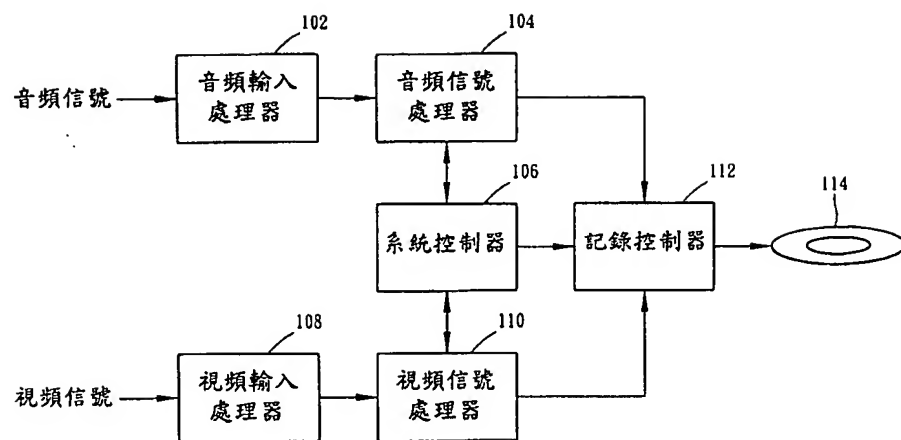 102
104
音頻信號
音頻輸入
處理器
音頻信號
處理器
106
112
114
系統控制器
記錄控制器
108
110
視頻信號
視頻輸入
處理器
視頻信號
處理器